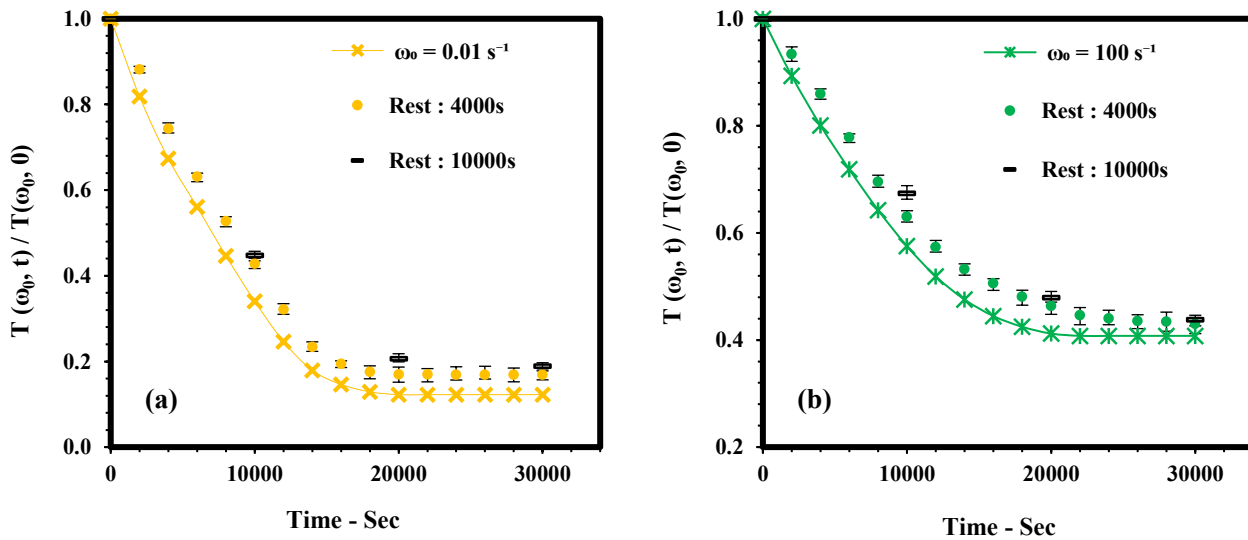 T (ω₀, t) / T(ω₀, 0)
1.0
0.8
0.6
0.4
0.2
0.0
ω₀ = 0.01 s⁻¹
Rest : 4000s
Rest : 10000s
(a)
0 10000 20000 30000
Time - Sec
T (ω₀, t) / T(ω₀, 0)
1.0
0.8
0.6
0.4
0.2
ω₀ = 100 s⁻¹
Rest : 4000s
Rest : 10000s
(b)
0 10000 20000 30000
Time - Sec